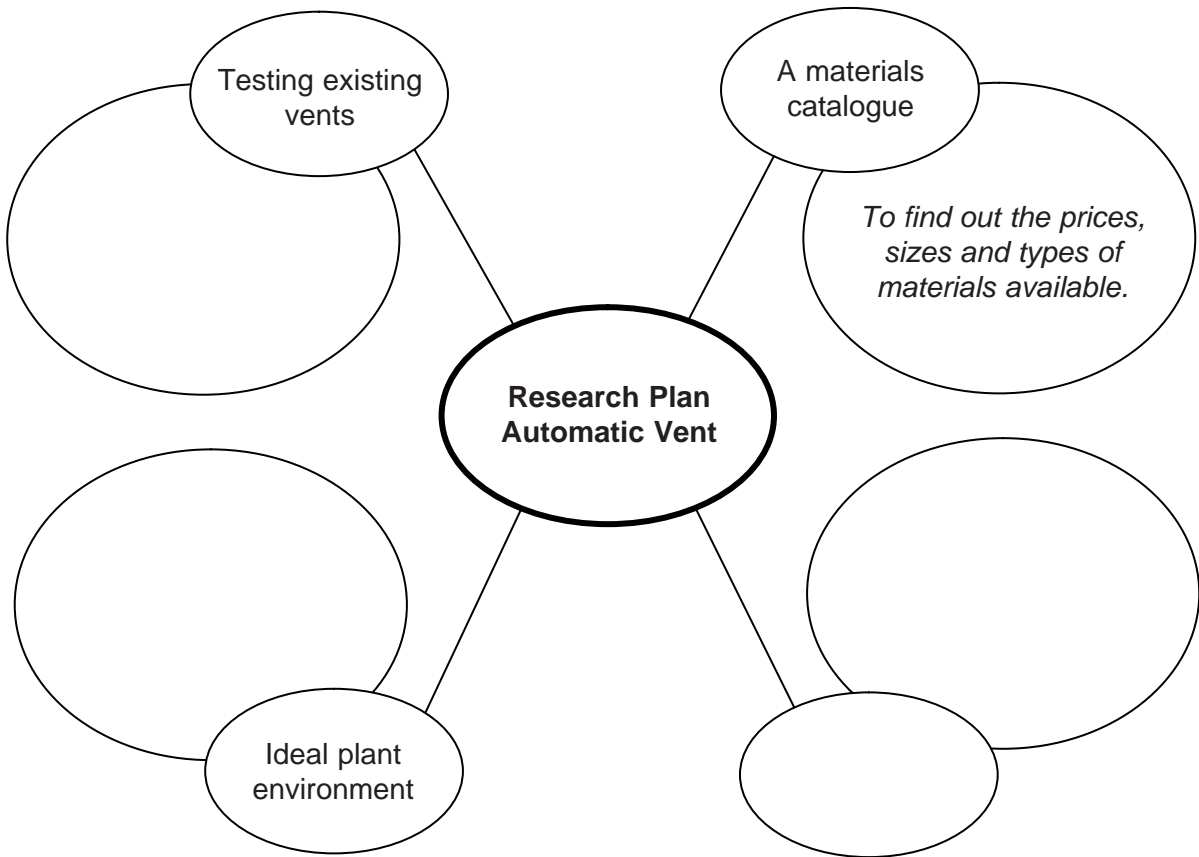 Testing existing
vents
A materials
catalogue
To find out the prices,
sizes and types of
materials available.
Research Plan
Automatic Vent
Ideal plant
environment